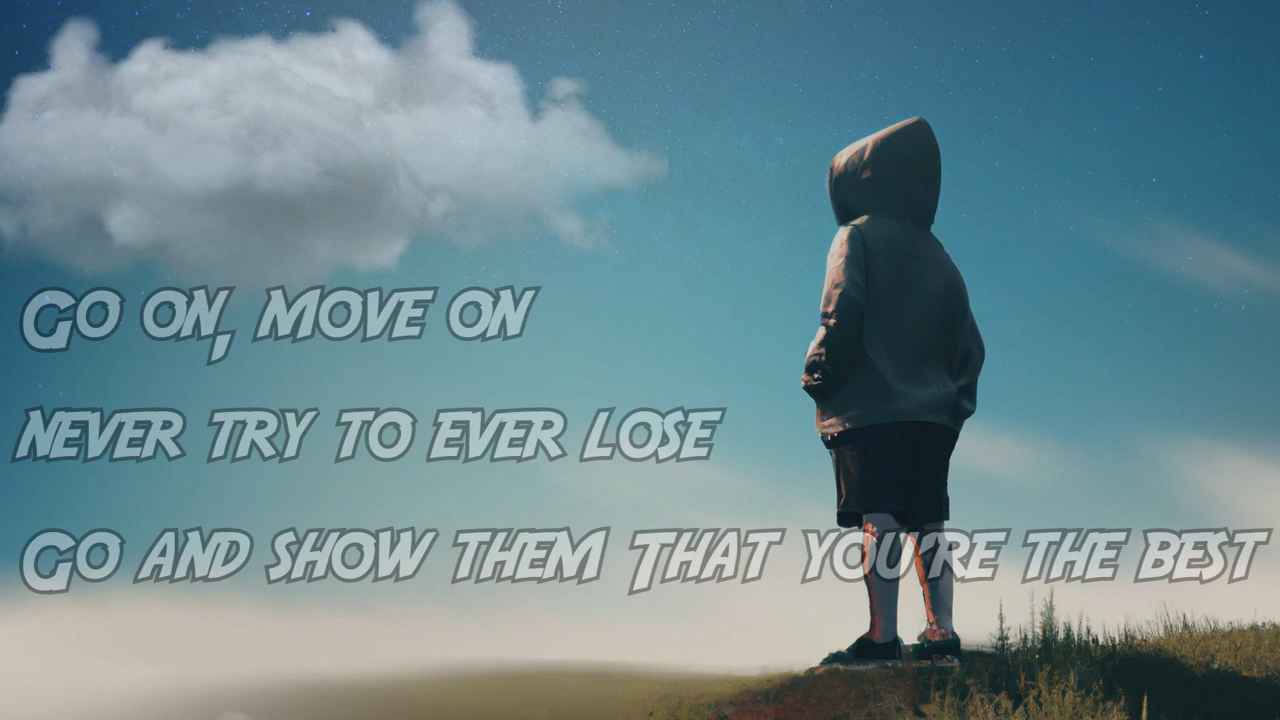 Go on, move on
never try to ever lose
Go and show them That you're the best